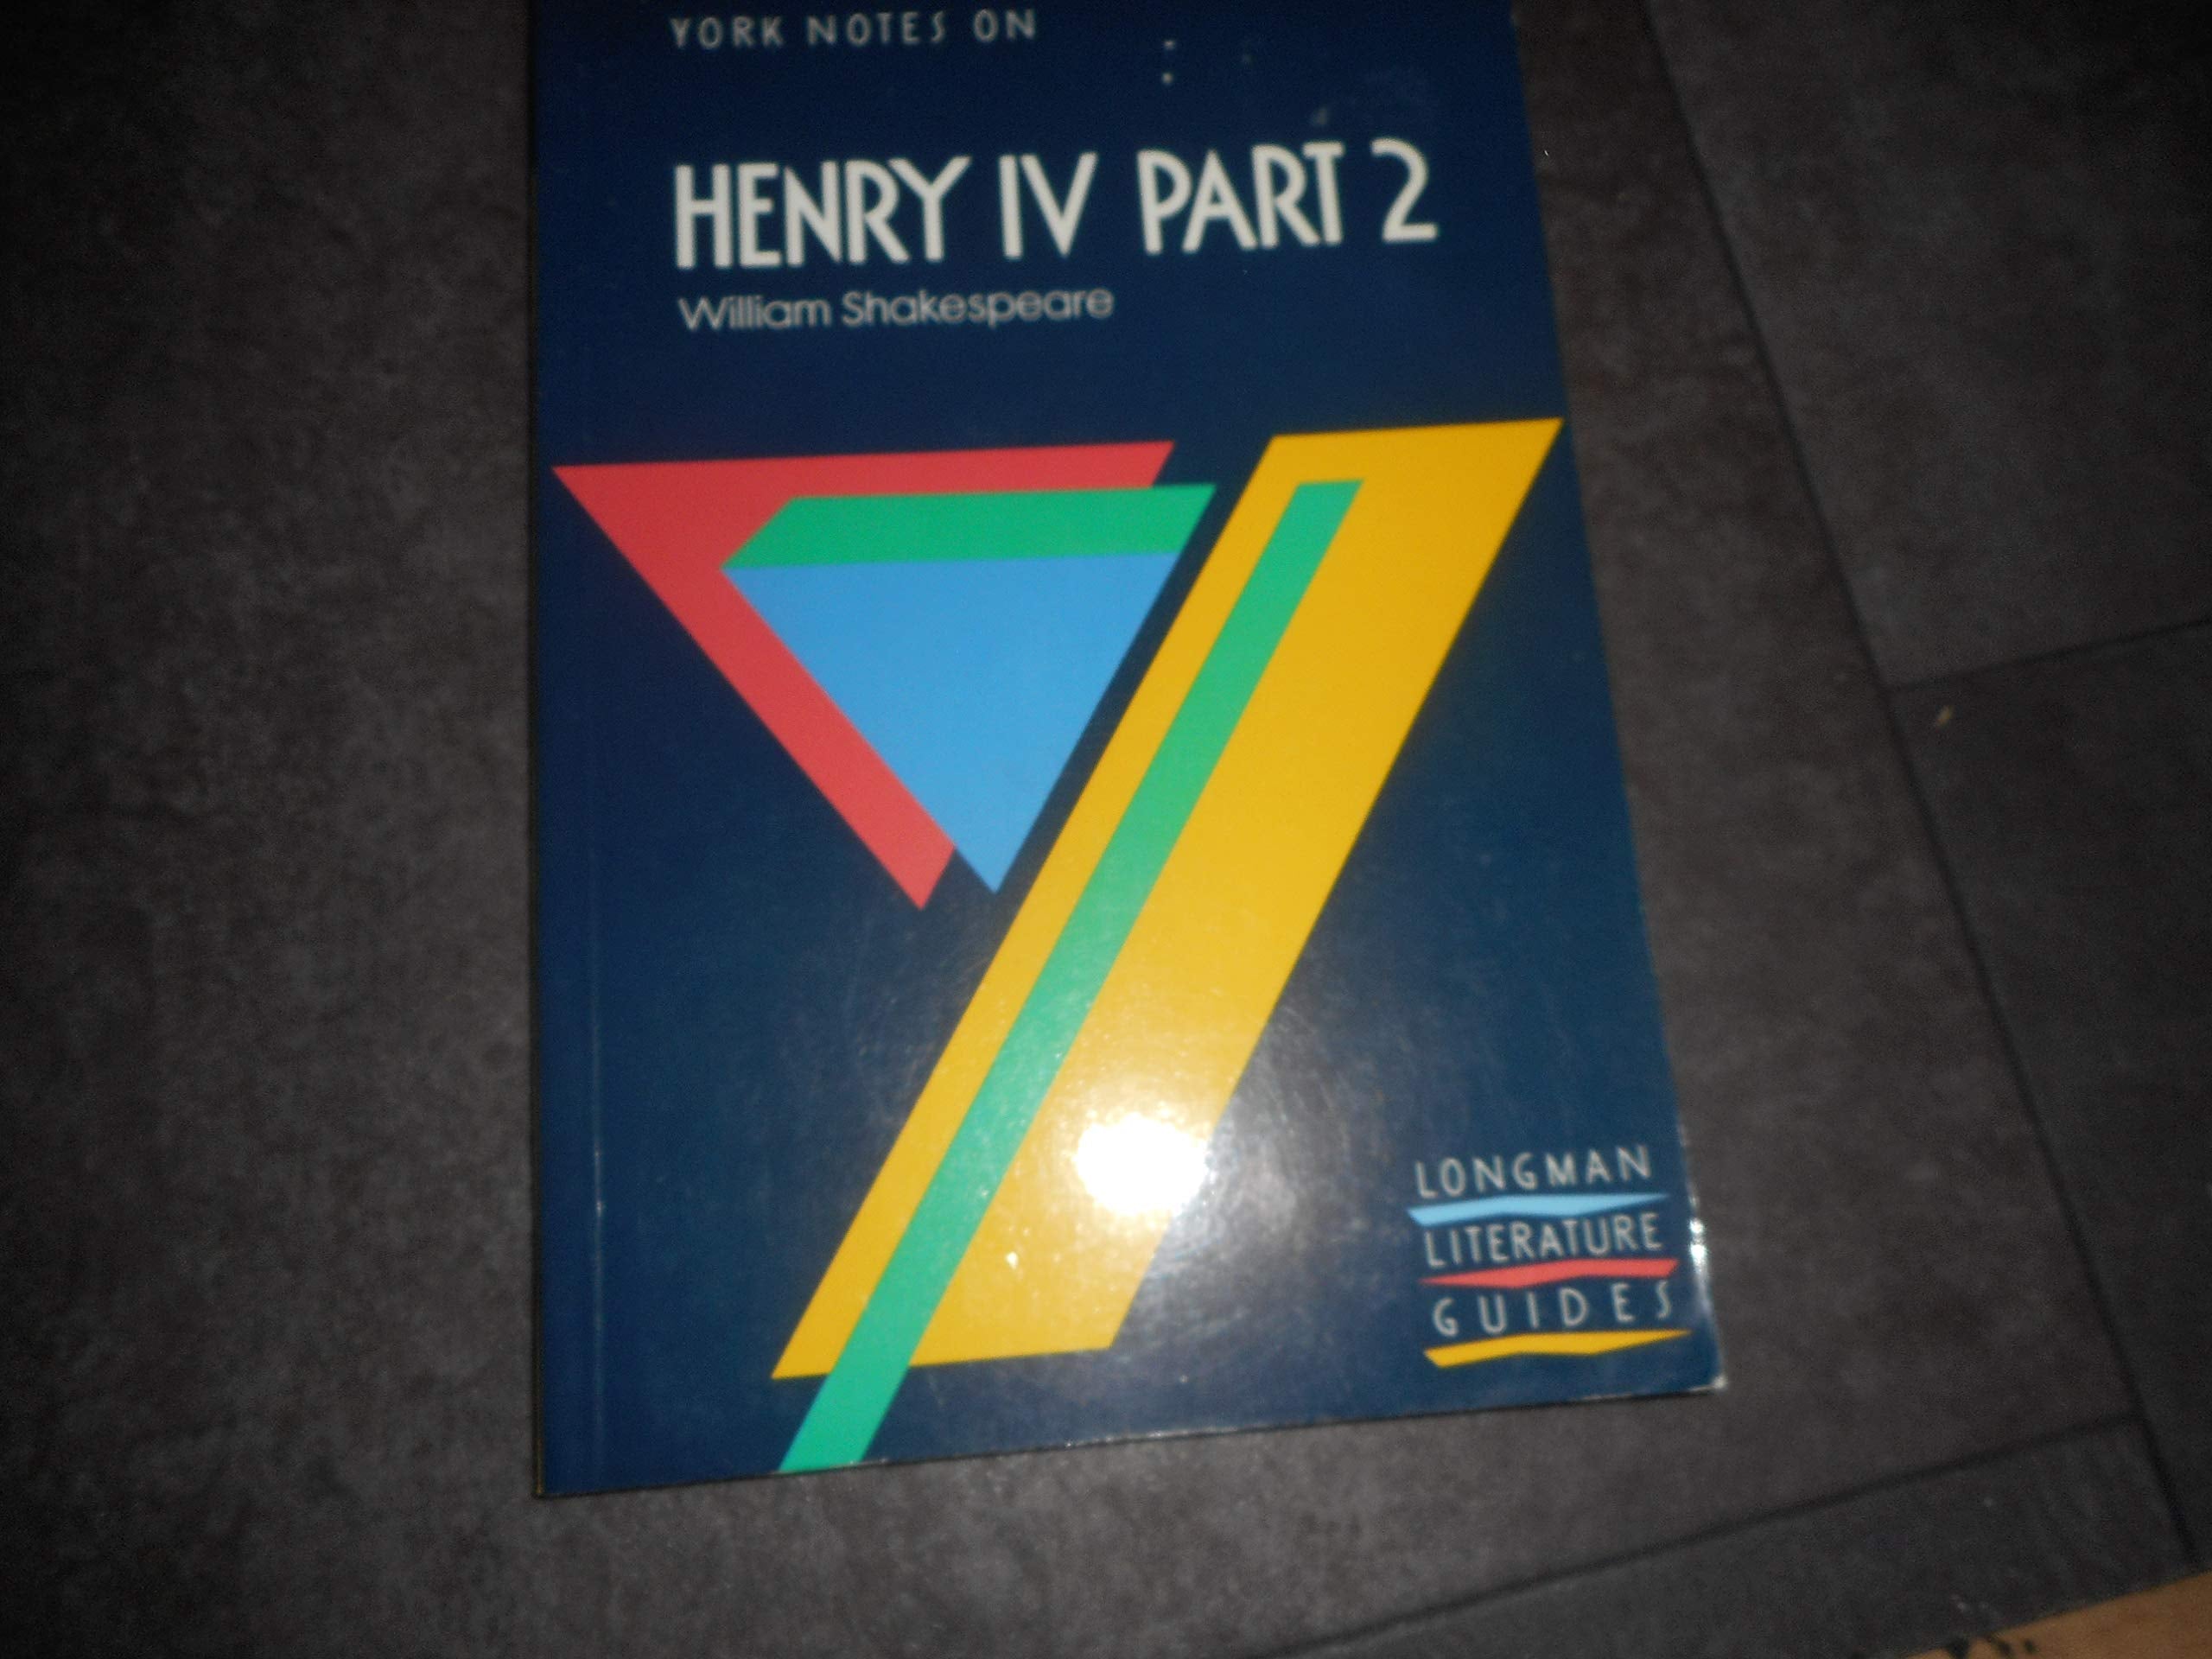 YORK NOTES ON
HENRY IV PART 2
William Shakespeare
LONGMAN
LITERATURE
GUIDES